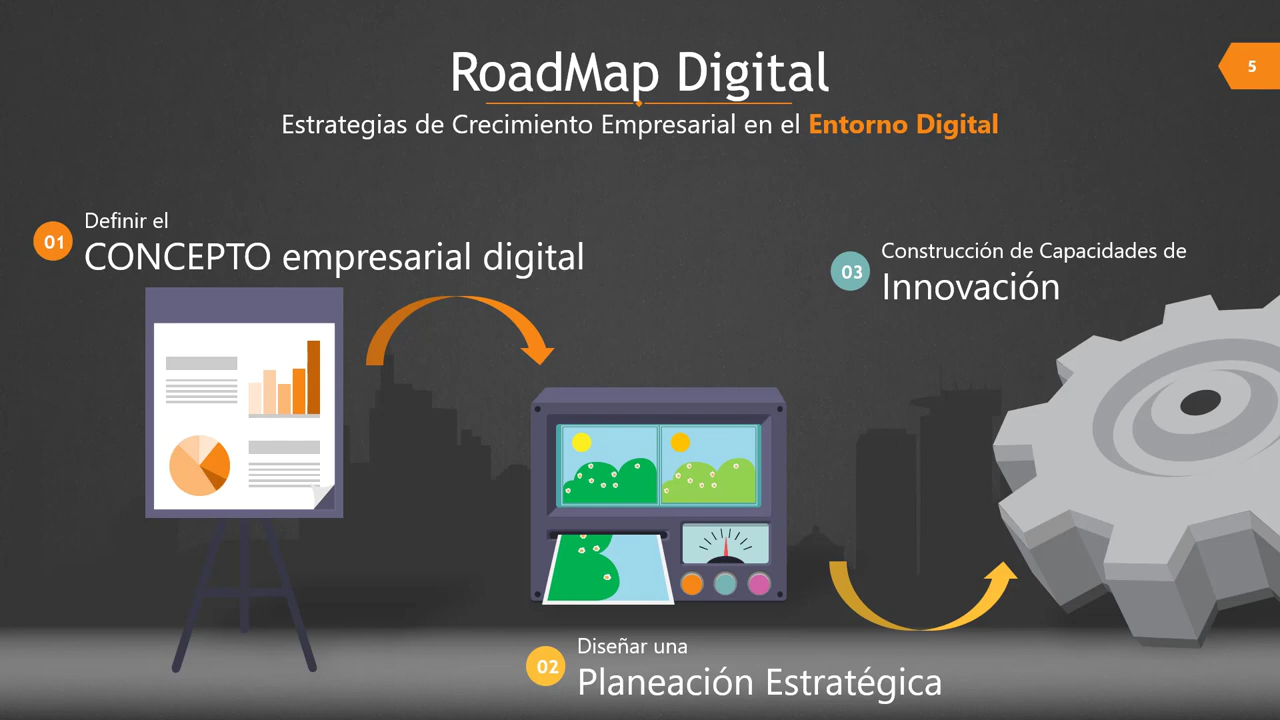 RoadMap Digital
5
Estrategias de Crecimiento Empresarial en el Entorno Digital
01
Definir el
CONCEPTO empresarial digital
02
Diseñar una
Planeación Estratégica
03
Construcción de Capacidades de
Innovación